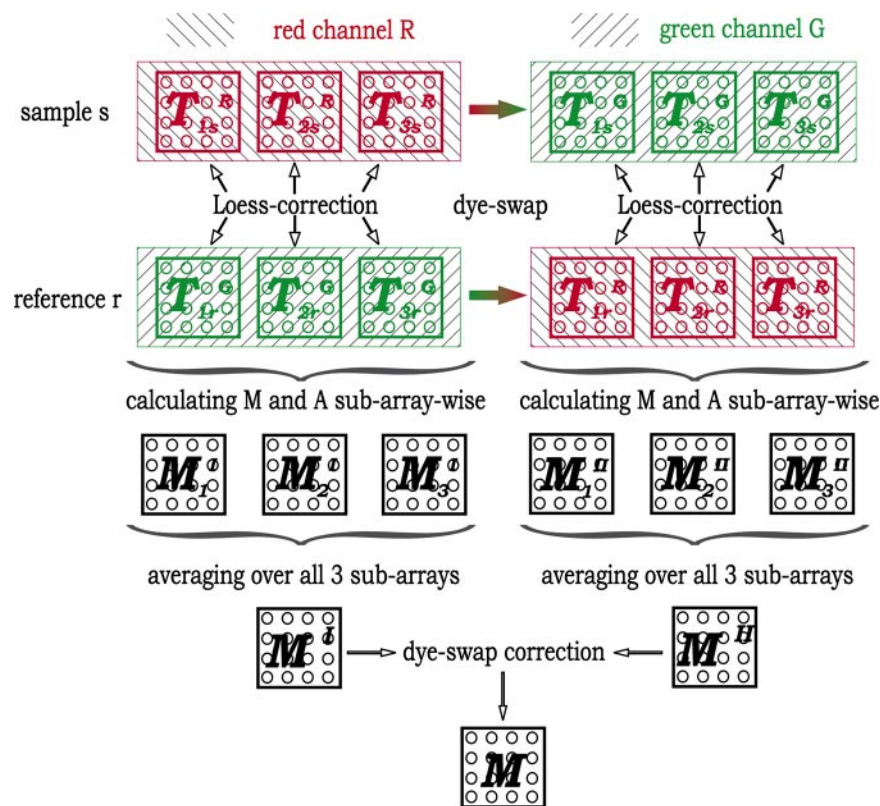 red channel R green channel G
sample s T 1s R T 2s R T 3s R T 1s G T 2s G T 3s G
Loess-correction dye-swap Loess-correction
reference r T 1r G T 2r G T 3r G T 1r R T 2r R T 3r R
calculating M and A sub-array-wise calculating M and A sub-array-wise
M 1 I M 2 I M 3 I M 1 II M 2 II M 3 II
averaging over all 3 sub-arrays averaging over all 3 sub-arrays
M I dye-swap correction M II
M